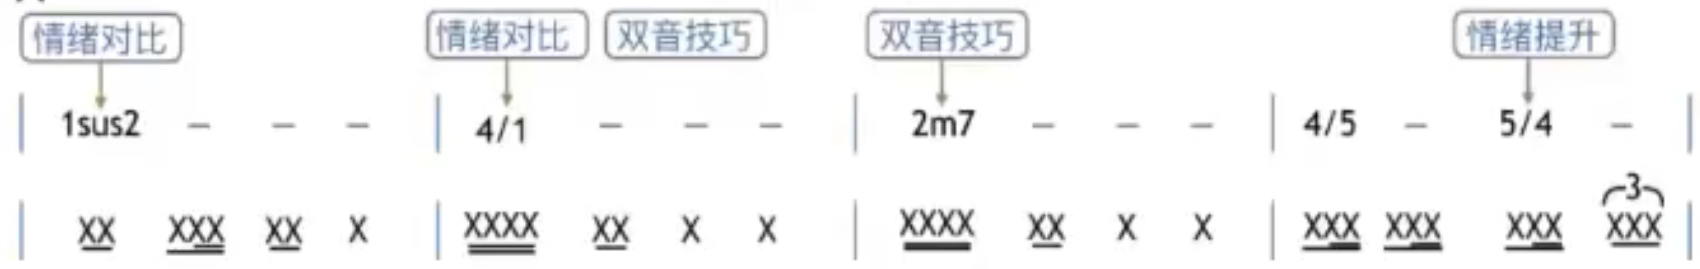 情绪对比 情绪对比 双音技巧 双音技巧 情绪提升
| 1sus2 – – – | 4/1 – – – | 2m7 – – – | 4/5 – 5/4 – |
3
| XX XXX XX X | XXXX XX X X | XXXX XX X X | XXX XXX XXX XXX |